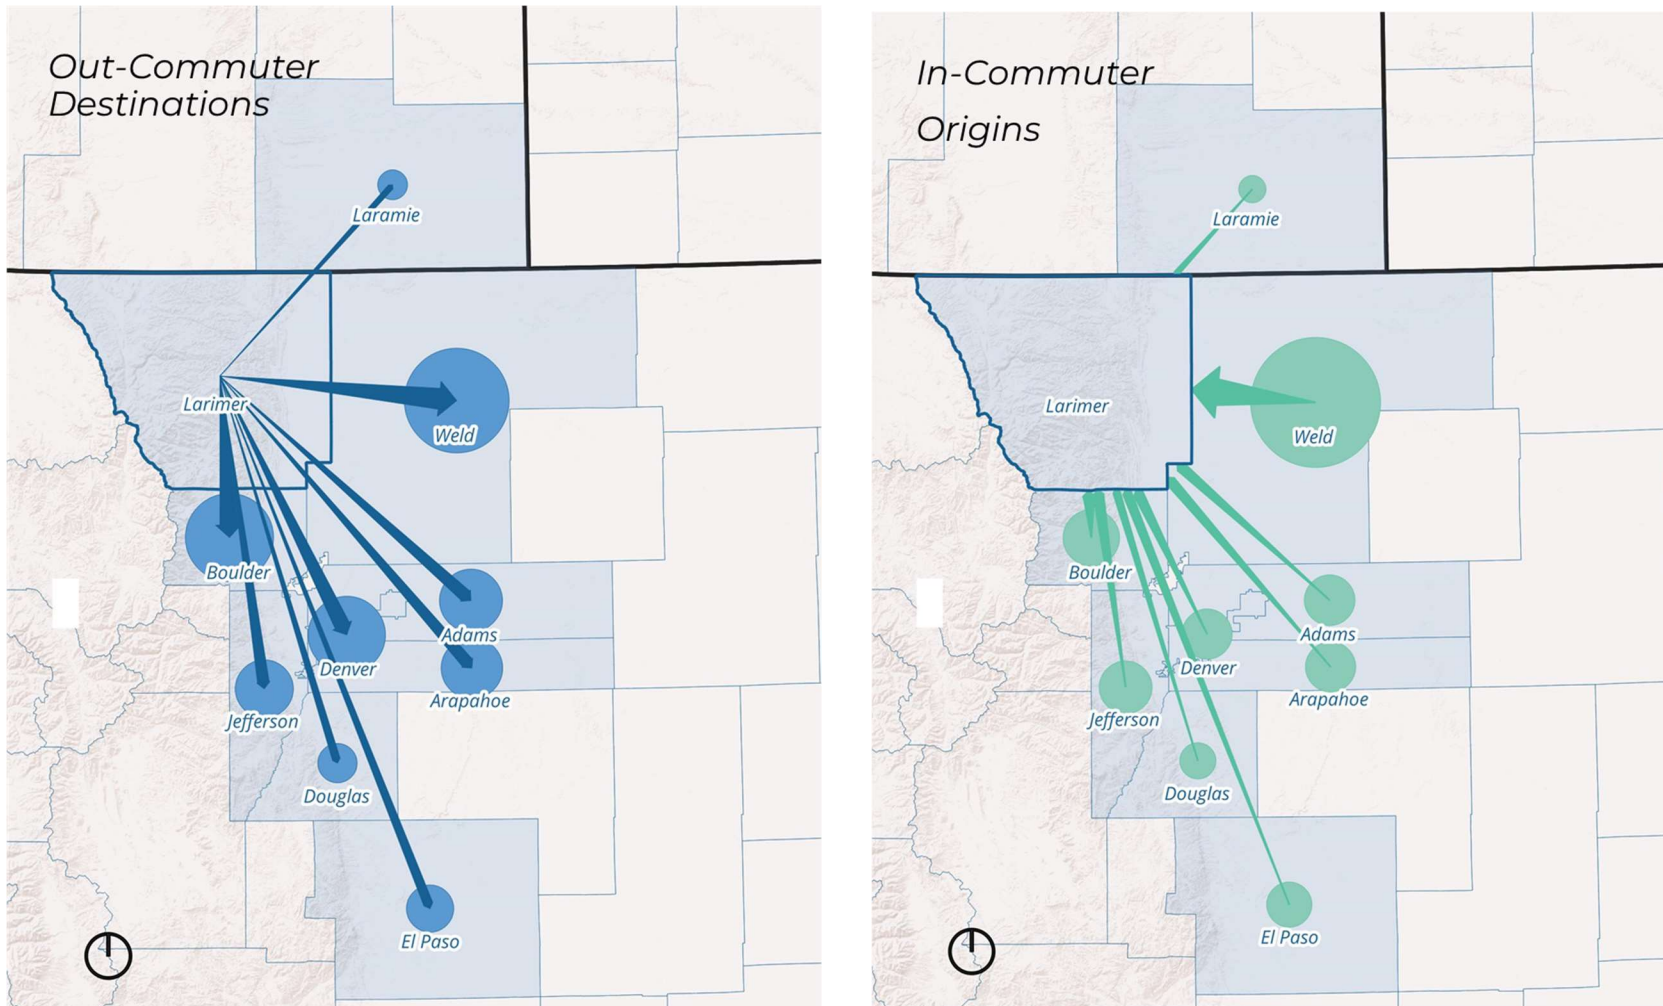 Out-Commuter
Destinations
Laramie
Larimer
Weld
Boulder
Adams
Denver
Arapahoe
Jefferson
Douglas
El Paso
In-Commuter
Origins
Laramie
Larimer
Weld
Boulder
Adams
Denver
Arapahoe
Jefferson
Douglas
El Paso